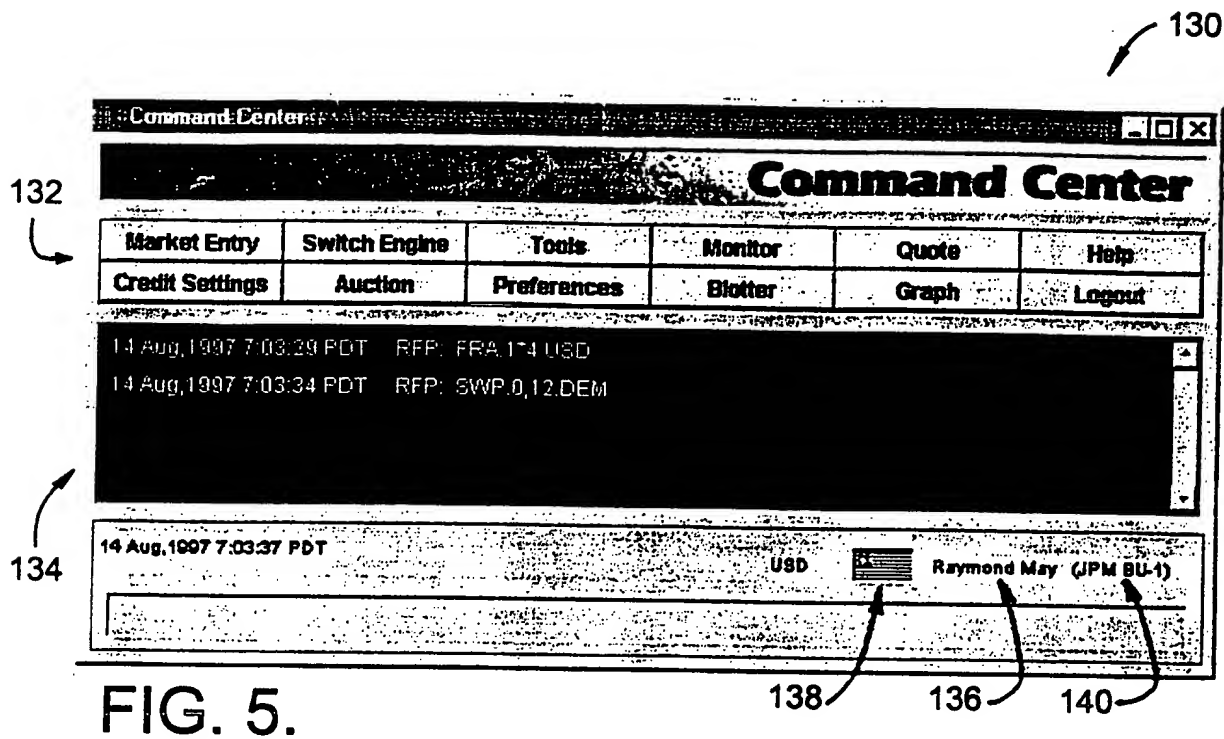 130
Command Center
Command Center
132
Market Entry Switch Engine Tools Monitor Quote Help
Credit Settings Auction Preferences Blotter Graph Logout
14 Aug,1997 7:03:29 PDT RFP: FRA.1*4.USD
14 Aug,1997 7:03:34 PDT RFP: SWP.0,12.DEM
134
14 Aug,1997 7:03:37 PDT
USD Raymond May (JPM BU-1)
138 136 140
FIG. 5.